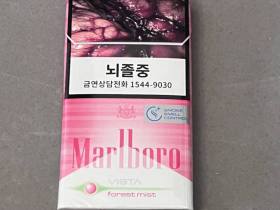 뇌졸중
금연상담전화 1544-9030
SMOKE
SMELL
CONTROL
Marlboro
VISTA
forest mist